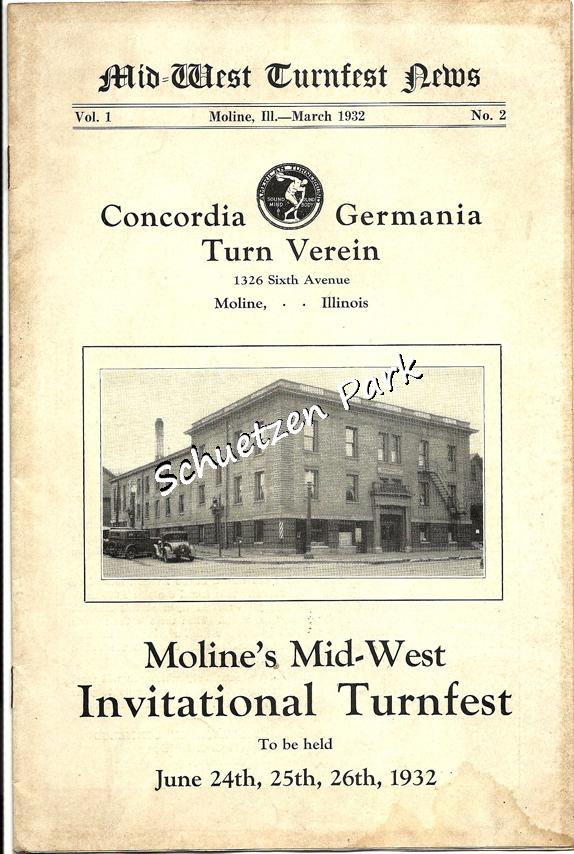 Mid-West Turnfest News
Vol. 1 Moline, Ill.—March 1932 No. 2
AMERICAN TURNERBUND
SOUND MIND SOUND BODY
Concordia Germania
Turn Verein
1326 Sixth Avenue
Moline, . . Illinois
Schuetzen Park
Moline's Mid-West
Invitational Turnfest
To be held
June 24th, 25th, 26th, 1932